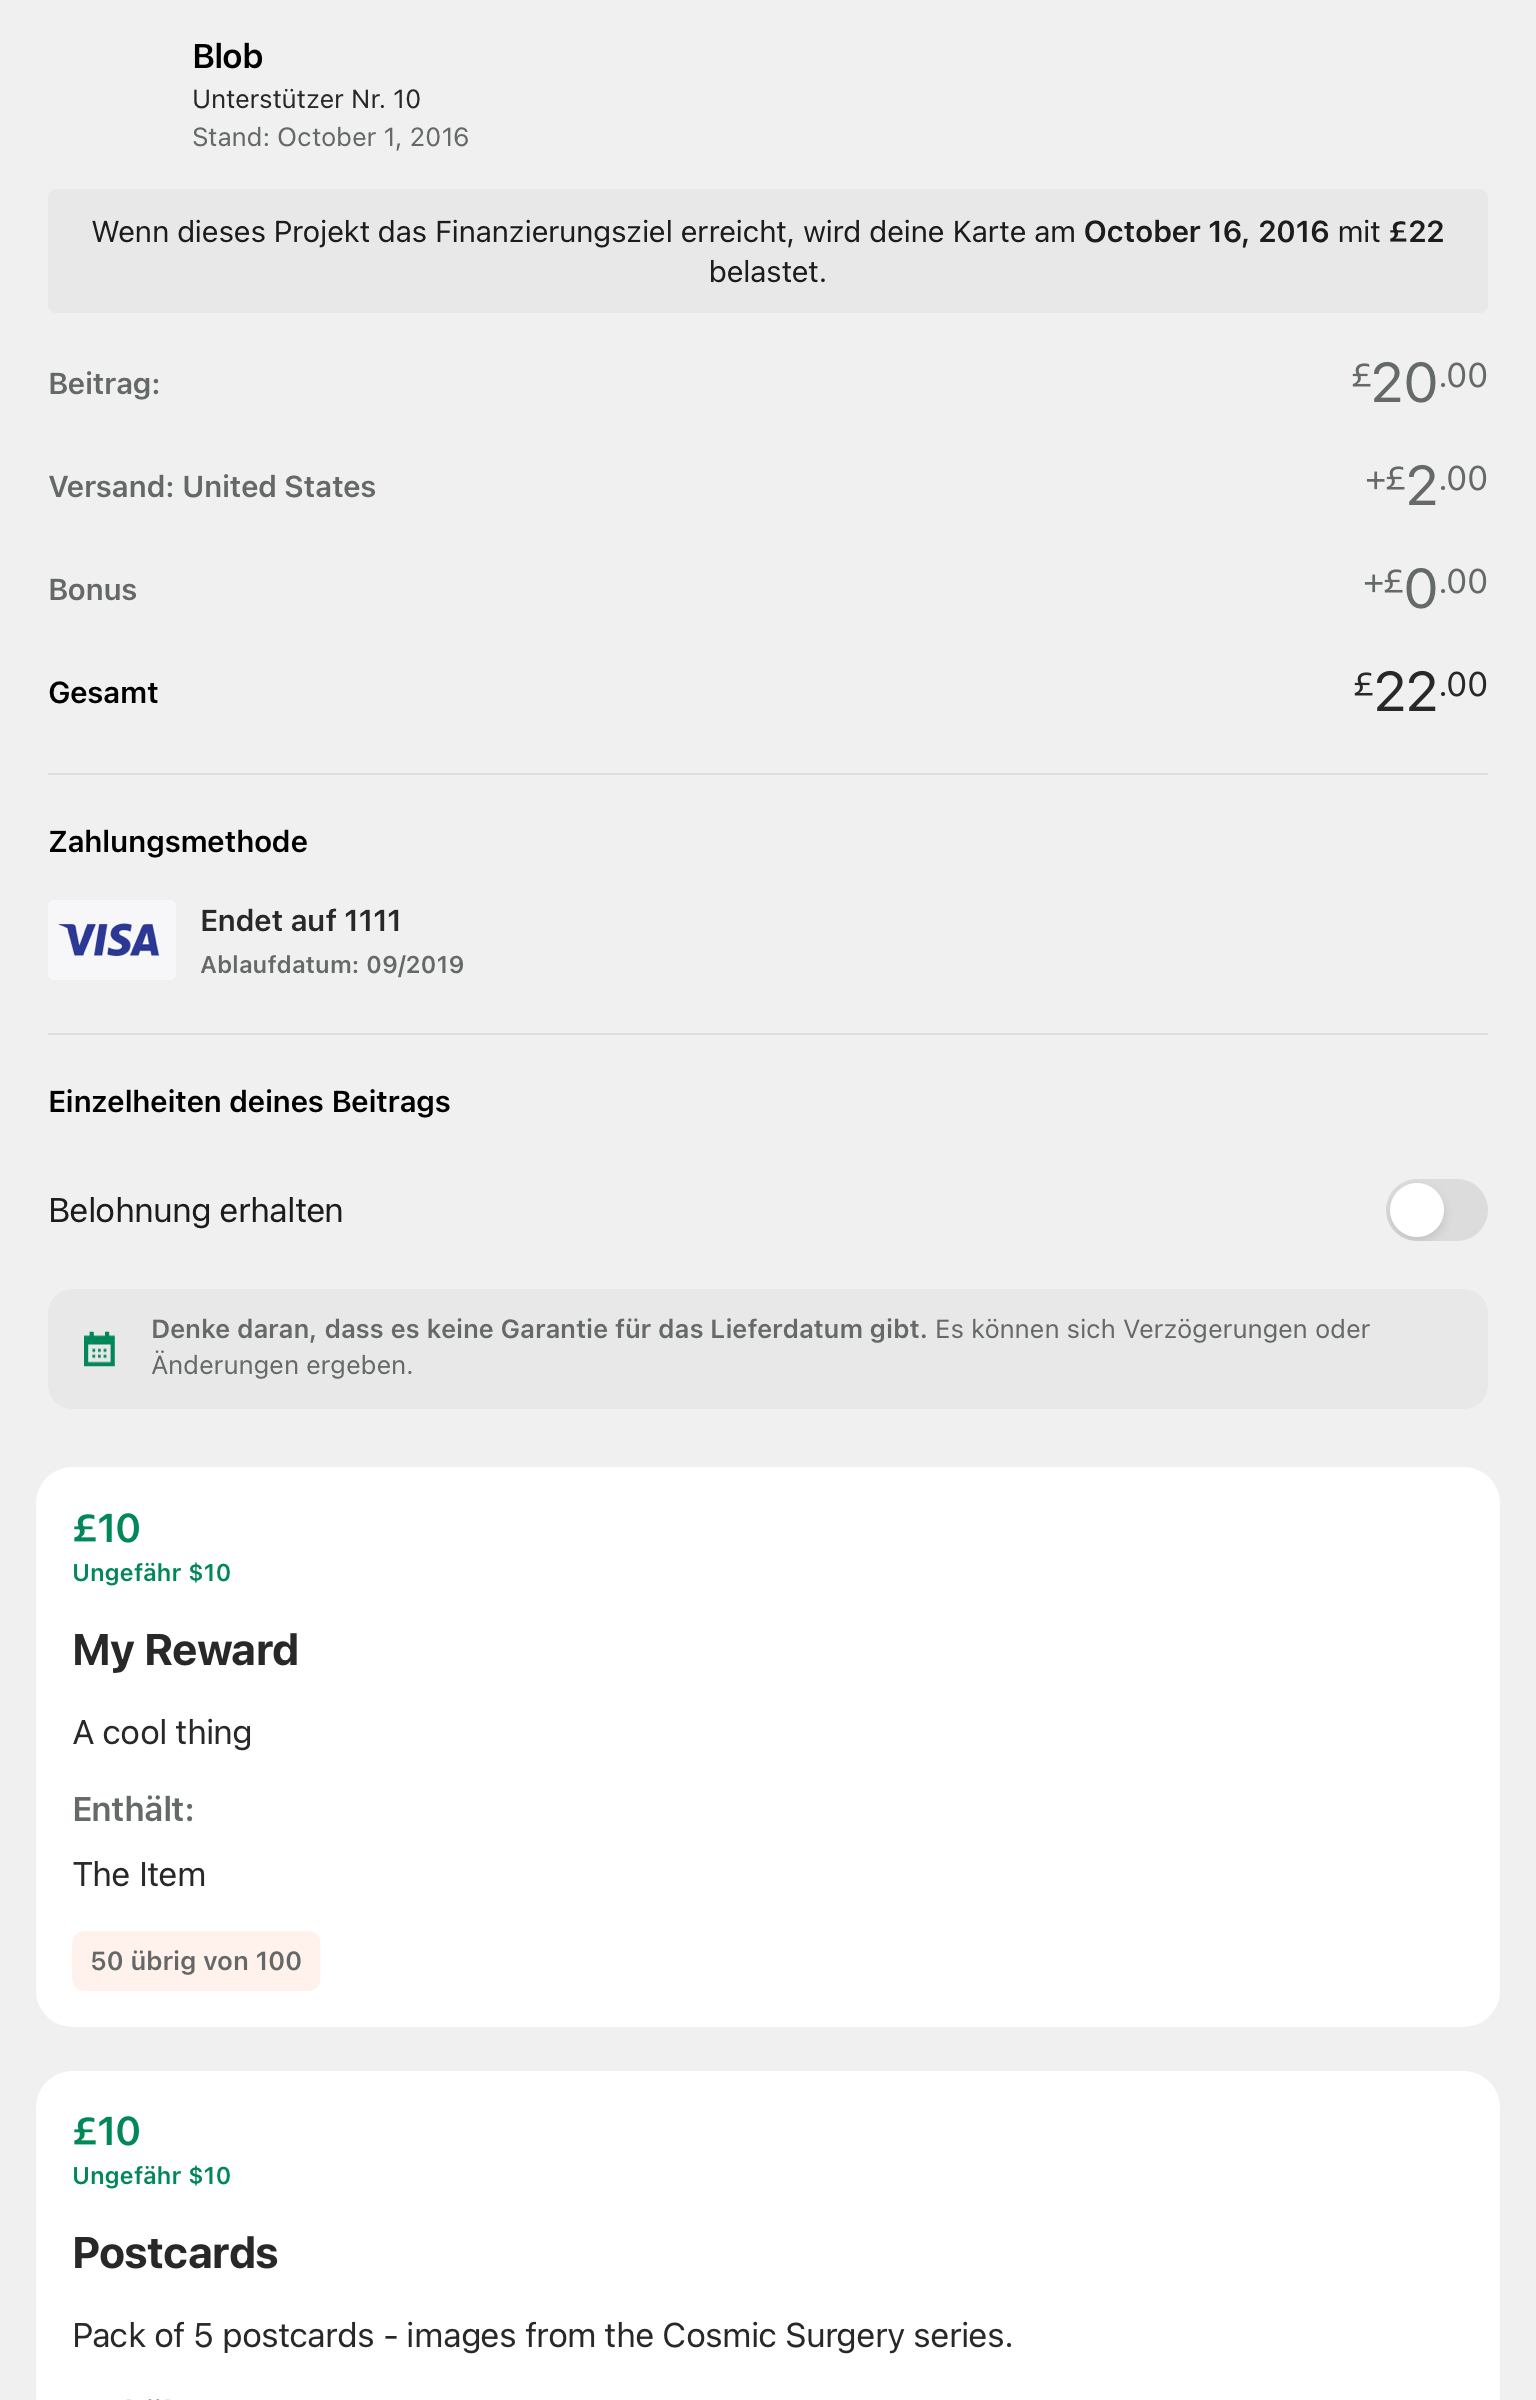 Blob
Unterstützer Nr. 10
Stand: October 1, 2016
Wenn dieses Projekt das Finanzierungsziel erreicht, wird deine Karte am October 16, 2016 mit £22
belastet.
Beitrag: £20.00
Versand: United States +£2.00
Bonus +£0.00
Gesamt £22.00
Zahlungsmethode
VISA
Endet auf 1111
Ablaufdatum: 09/2019
Einzelheiten deines Beitrags
Belohnung erhalten
Denke daran, dass es keine Garantie für das Lieferdatum gibt. Es können sich Verzögerungen oder
Änderungen ergeben.
£10
Ungefähr $10
My Reward
A cool thing
Enthält:
The Item
50 übrig von 100
£10
Ungefähr $10
Postcards
Pack of 5 postcards - images from the Cosmic Surgery series.